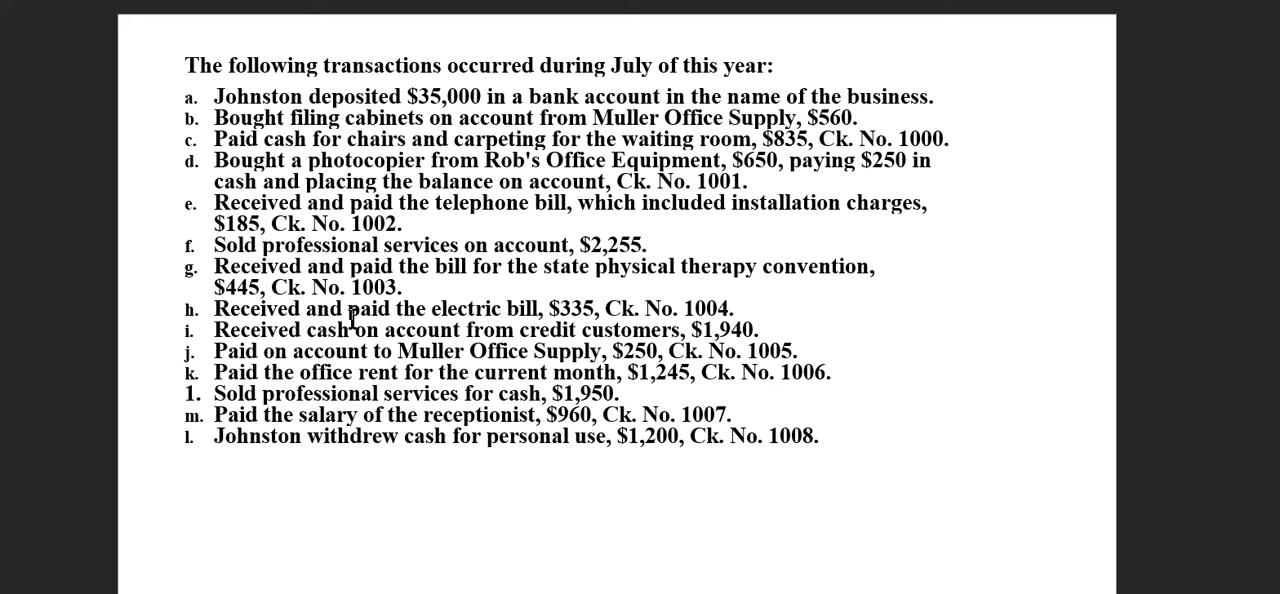 The following transactions occurred during July of this year:
a. Johnston deposited $35,000 in a bank account in the name of the business.
b. Bought filing cabinets on account from Muller Office Supply, $560.
c. Paid cash for chairs and carpeting for the waiting room, $835, Ck. No. 1000.
d. Bought a photocopier from Rob's Office Equipment, $650, paying $250 in
cash and placing the balance on account, Ck. No. 1001.
e. Received and paid the telephone bill, which included installation charges,
$185, Ck. No. 1002.
f. Sold professional services on account, $2,255.
g. Received and paid the bill for the state physical therapy convention,
$445, Ck. No. 1003.
h. Received and paid the electric bill, $335, Ck. No. 1004.
i. Received cash on account from credit customers, $1,940.
j. Paid on account to Muller Office Supply, $250, Ck. No. 1005.
k. Paid the office rent for the current month, $1,245, Ck. No. 1006.
1. Sold professional services for cash, $1,950.
m. Paid the salary of the receptionist, $960, Ck. No. 1007.
l. Johnston withdrew cash for personal use, $1,200, Ck. No. 1008.